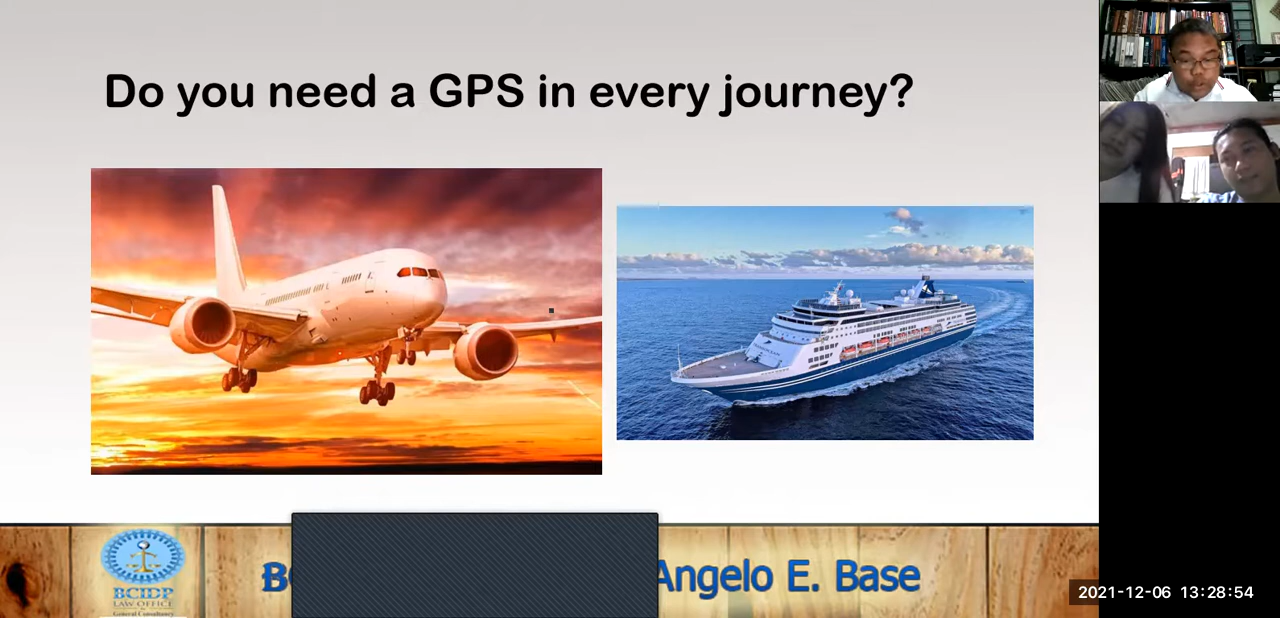 Do you need a GPS in every journey?
BCIDP
LAW OFFICE
General Consultancy
Angelo E. Base
2021-12-06 13:28:54